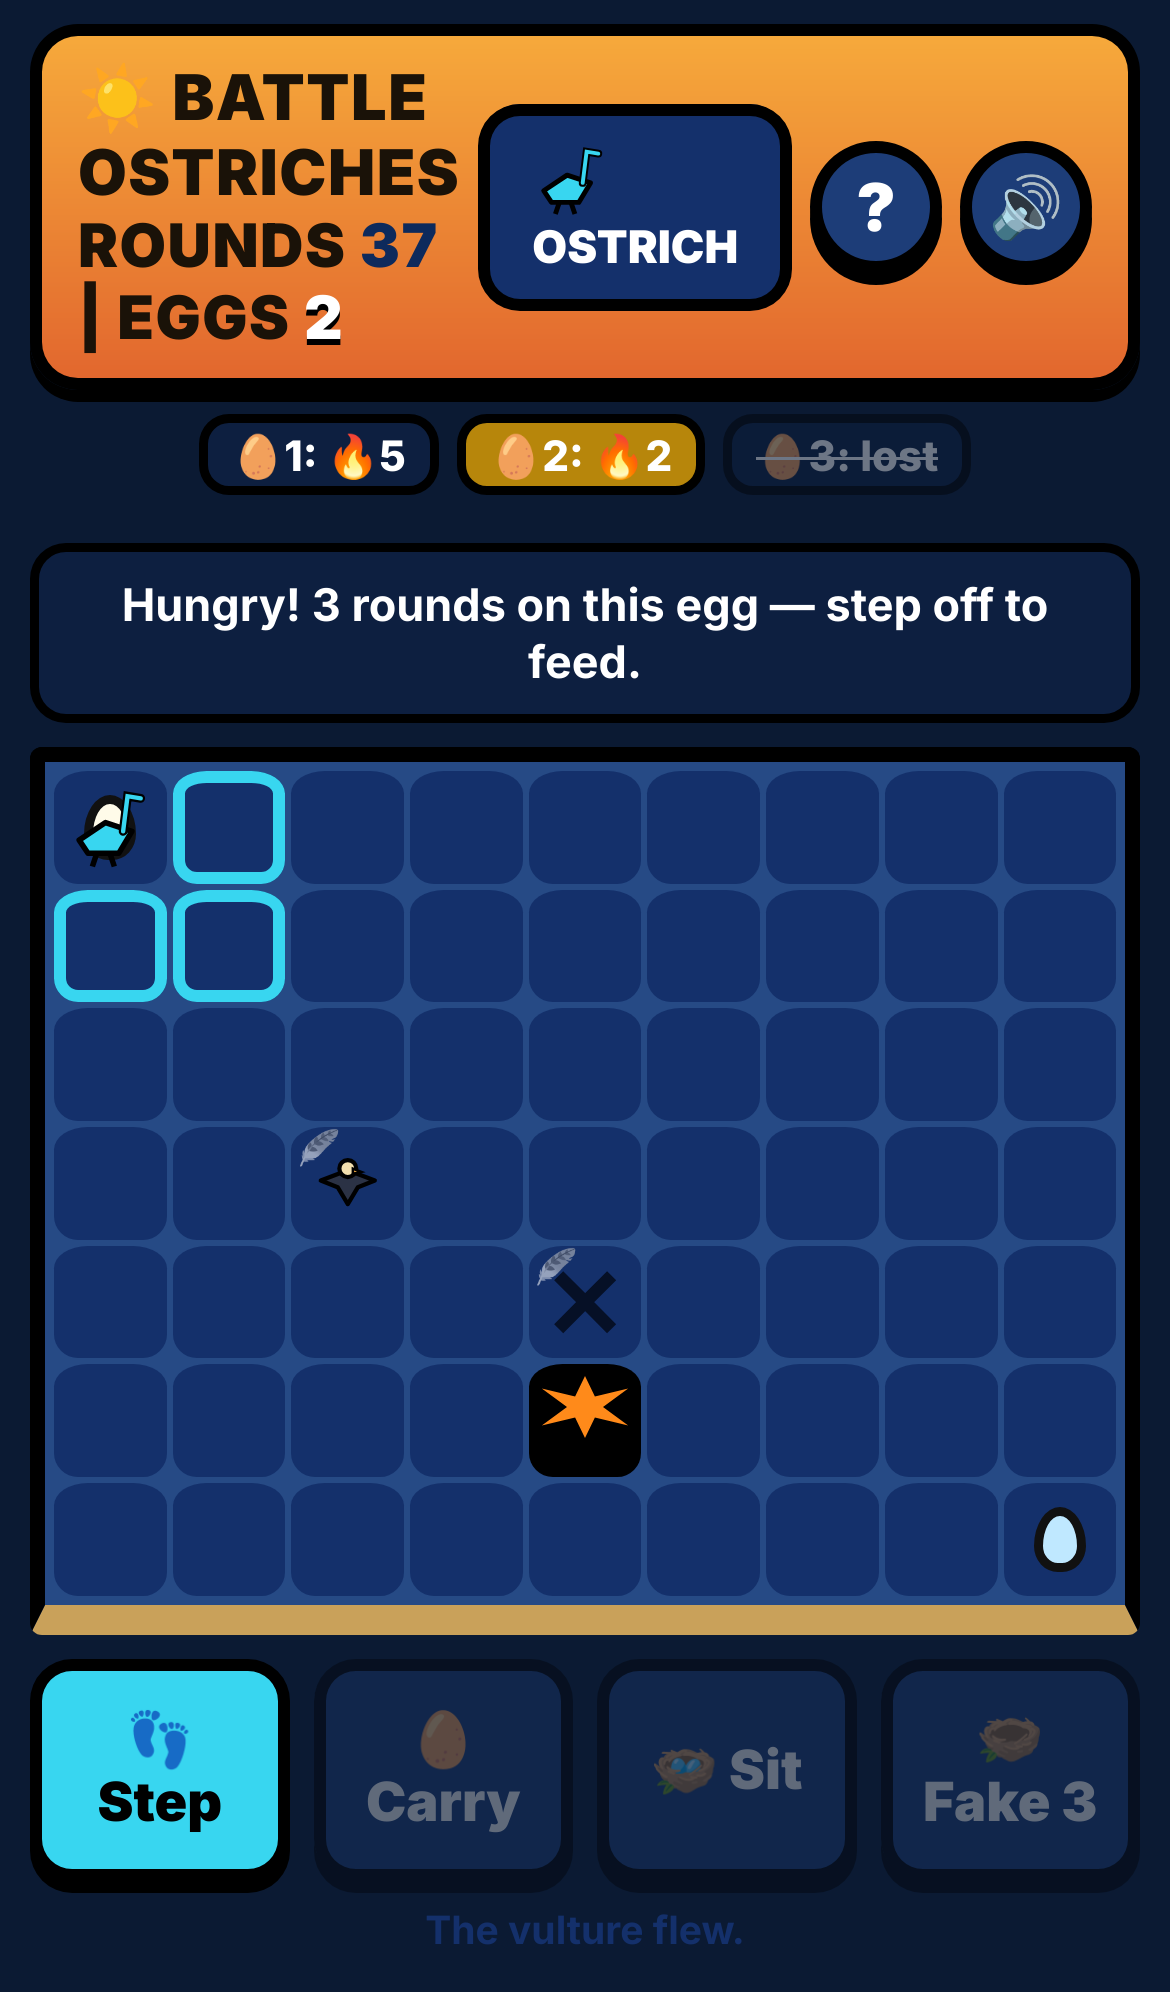 BATTLE
OSTRICHES
ROUNDS 37
| EGGS 2
OSTRICH
?
1: 5
2: 2
3: lost
Hungry! 3 rounds on this egg — step off to
feed.
Step
Carry
Sit
Fake 3
The vulture flew.